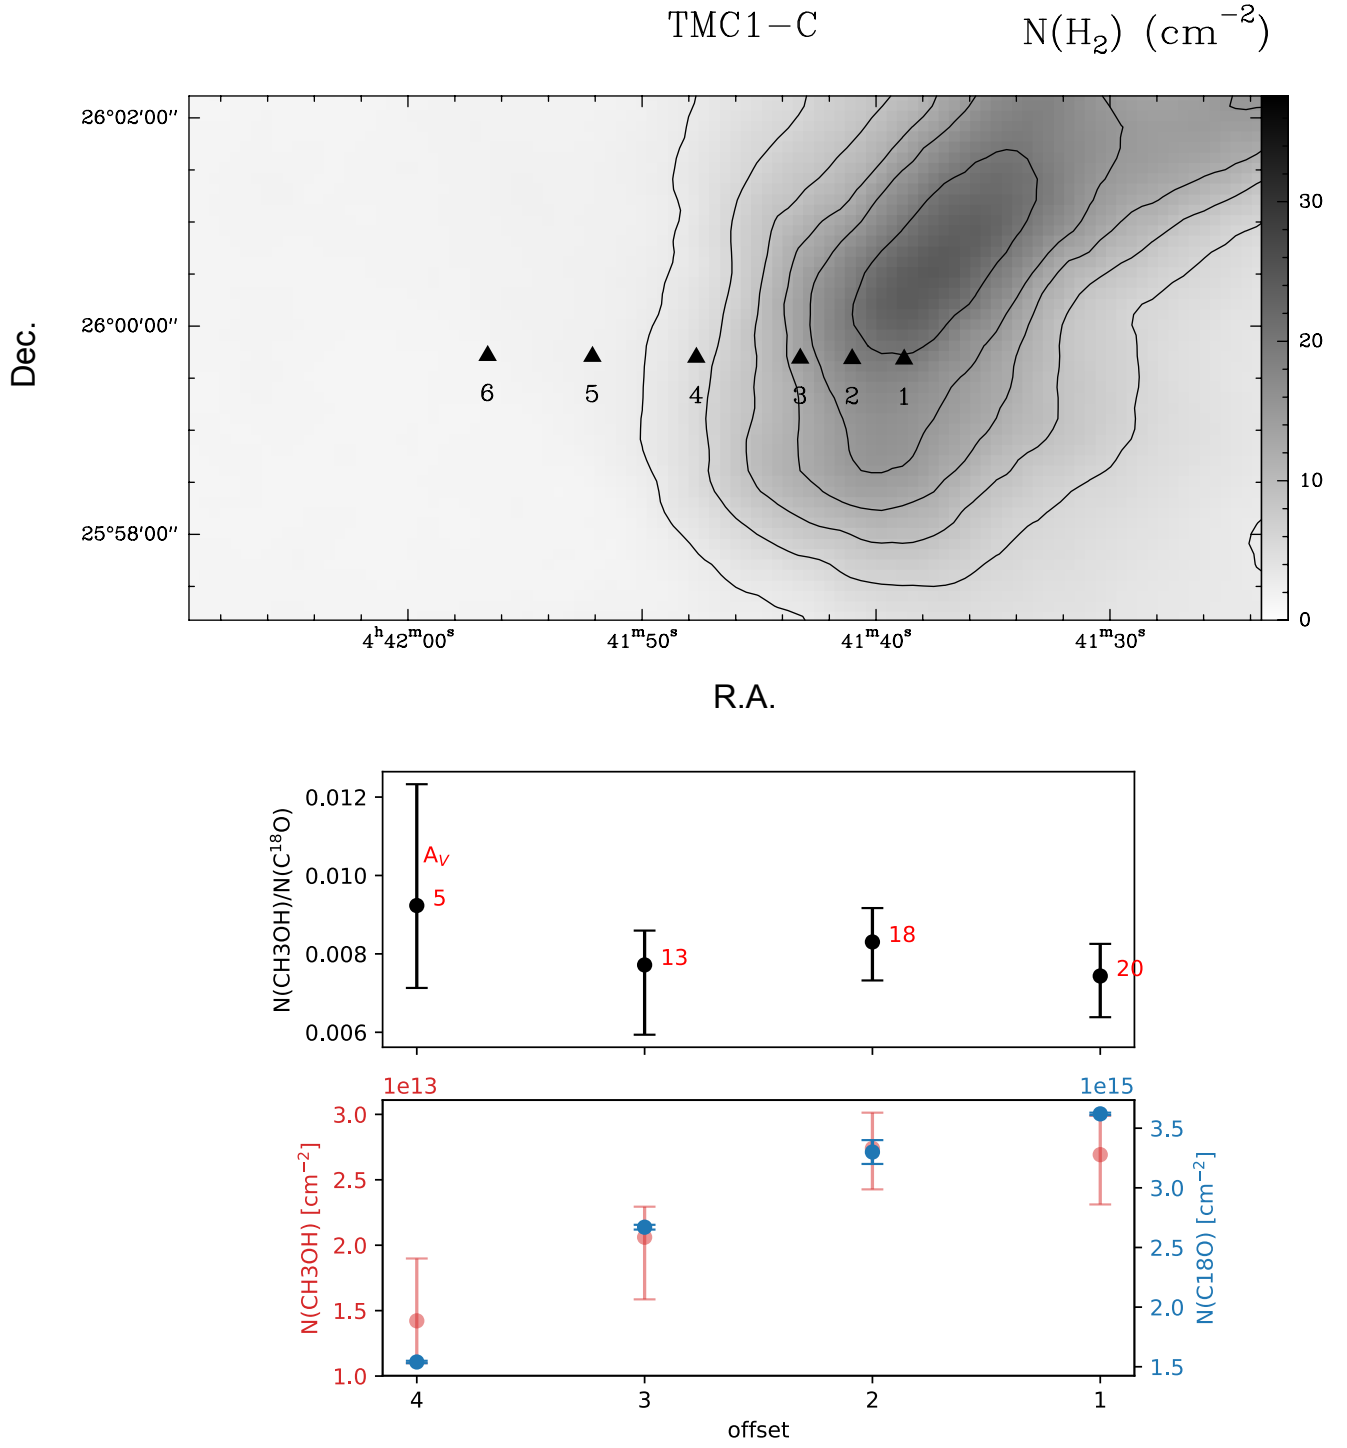 TMC1−C
N(H₂) (cm⁻²)
26°02′00″
26°00′00″
25°58′00″
Dec.
6
5
4
3
2
1
30
20
10
0
4ʰ42ᵐ00ˢ
41ᵐ50ˢ
41ᵐ40ˢ
41ᵐ30ˢ
R.A.
N(CH3OH)/N(C¹⁸O)
0.012
0.010
0.008
0.006
A_V
5
13
18
20
1e13
1e15
N(CH3OH) [cm⁻²]
3.0
2.5
2.0
1.5
1.0
3.5
3.0
2.5
2.0
1.5
N(C18O) [cm⁻²]
4
3
2
1
offset